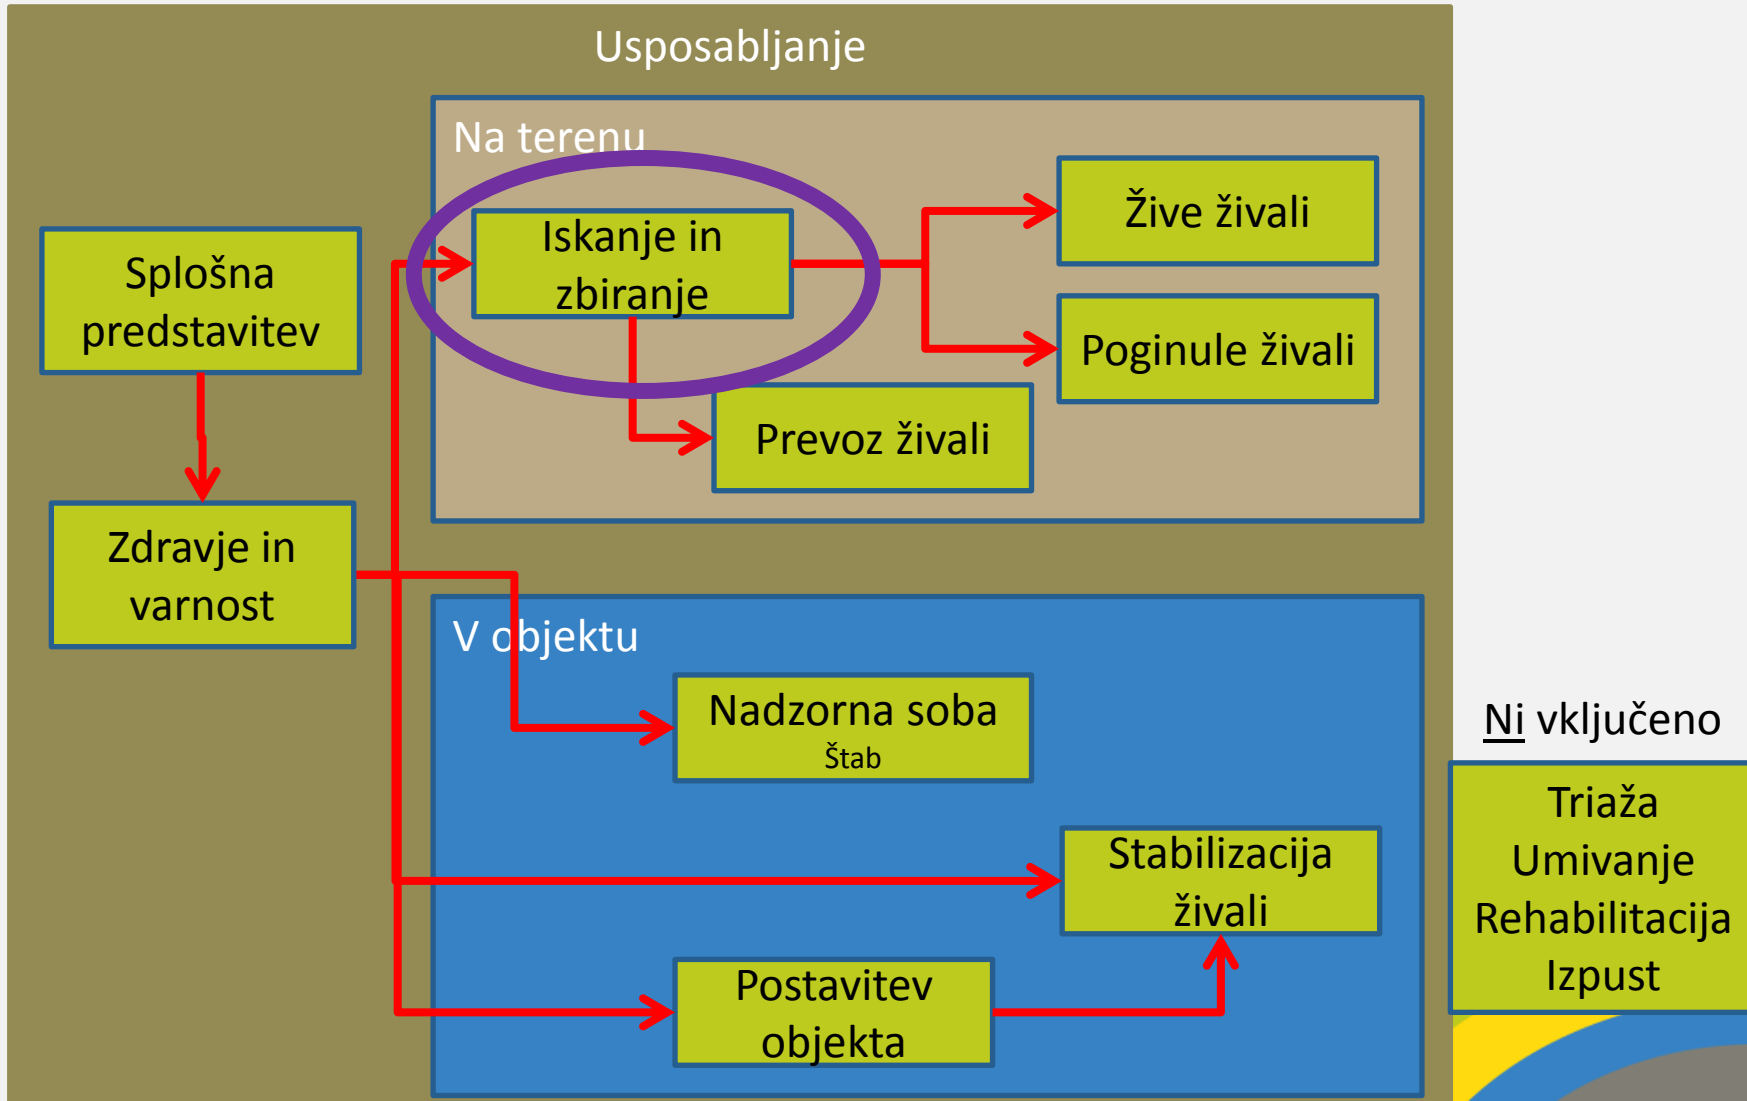 Usposabljanje
Na terenu
Iskanje in
zbiranje
Žive živali
Splošna
predstavitev
Poginule živali
Prevoz živali
Zdravje in
varnost
V objektu
Nadzorna soba
Štab
Ni vključeno
Triaža
Umivanje
Rehabilitacija
Izpust
Stabilizacija
živali
Postavitev
objekta